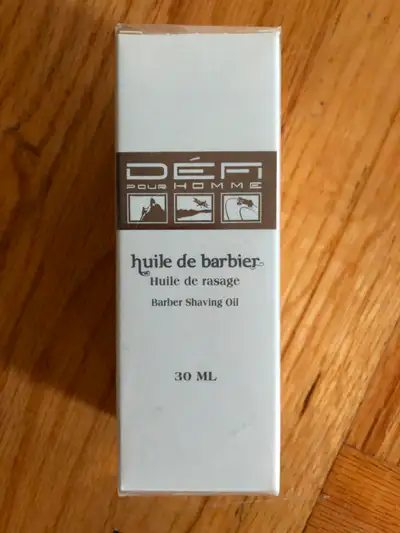 DÉFI
POUR HOMME
huile de barbier
Huile de rasage
Barber Shaving Oil
30 ML